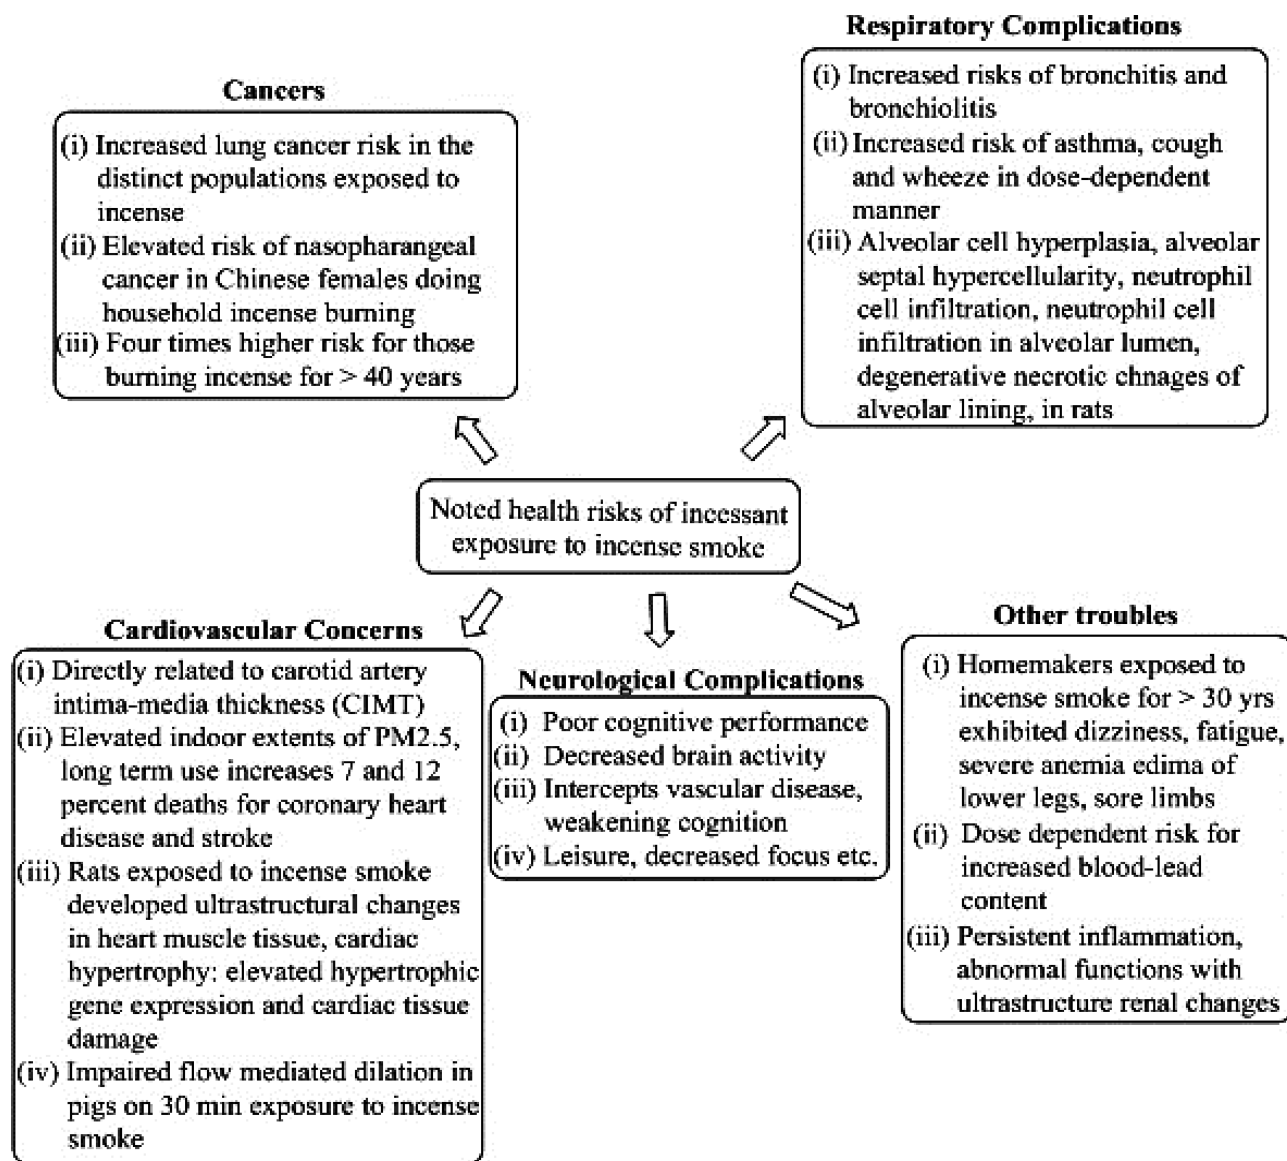 Respiratory Complications
(i) Increased risks of bronchitis and
bronchiolitis
(ii) Increased risk of asthma, cough
and wheeze in dose-dependent
manner
(iii) Alveolar cell hyperplasia, alveolar
septal hypercellularity, neutrophil
cell infiltration, neutrophil cell
infiltration in alveolar lumen,
degenerative necrotic chnages of
alveolar lining, in rats
Cancers
(i) Increased lung cancer risk in the
distinct populations exposed to
incense
(ii) Elevated risk of nasopharangeal
cancer in Chinese females doing
household incense burning
(iii) Four times higher risk for those
burning incense for > 40 years
Noted health risks of incessant
exposure to incense smoke
Cardiovascular Concerns
(i) Directly related to carotid artery
intima-media thickness (CIMT)
(ii) Elevated indoor extents of PM2.5,
long term use increases 7 and 12
percent deaths for coronary heart
disease and stroke
(iii) Rats exposed to incense smoke
developed ultrastructural changes
in heart muscle tissue, cardiac
hypertrophy: elevated hypertrophic
gene expression and cardiac tissue
damage
(iv) Impaired flow mediated dilation in
pigs on 30 min exposure to incense
smoke
Neurological Complications
(i) Poor cognitive performance
(ii) Decreased brain activity
(iii) Intercepts vascular disease,
weakening cognition
(iv) Leisure, decreased focus etc.
Other troubles
(i) Homemakers exposed to
incense smoke for > 30 yrs
exhibited dizziness, fatigue,
severe anemia edima of
lower legs, sore limbs
(ii) Dose dependent risk for
increased blood-lead
content
(iii) Persistent inflammation,
abnormal functions with
ultrastructure renal changes